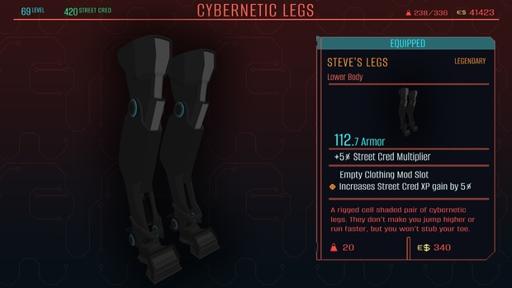 69 LEVEL
420 STREET CRED
CYBERNETIC LEGS
238/336
E$ 41423
EQUIPPED
STEVE'S LEGS
LEGENDARY
Lower Body
112.7 Armor
+5% Street Cred Multiplier
Empty Clothing Mod Slot
Increases Street Cred XP gain by 5%
A rigged cell shaded pair of cybernetic
legs. They don't make you jump higher or
run faster, but you won't stub your toe.
20
E$ 340